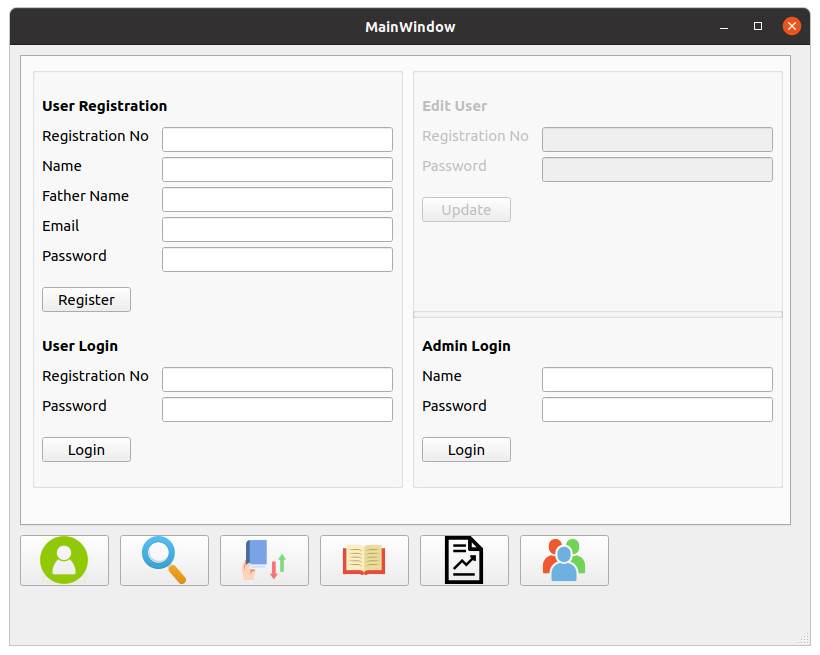 MainWindow
User Registration
Registration No
Name
Father Name
Email
Password
Register
Edit User
Registration No
Password
Update
User Login
Registration No
Password
Login
Admin Login
Name
Password
Login